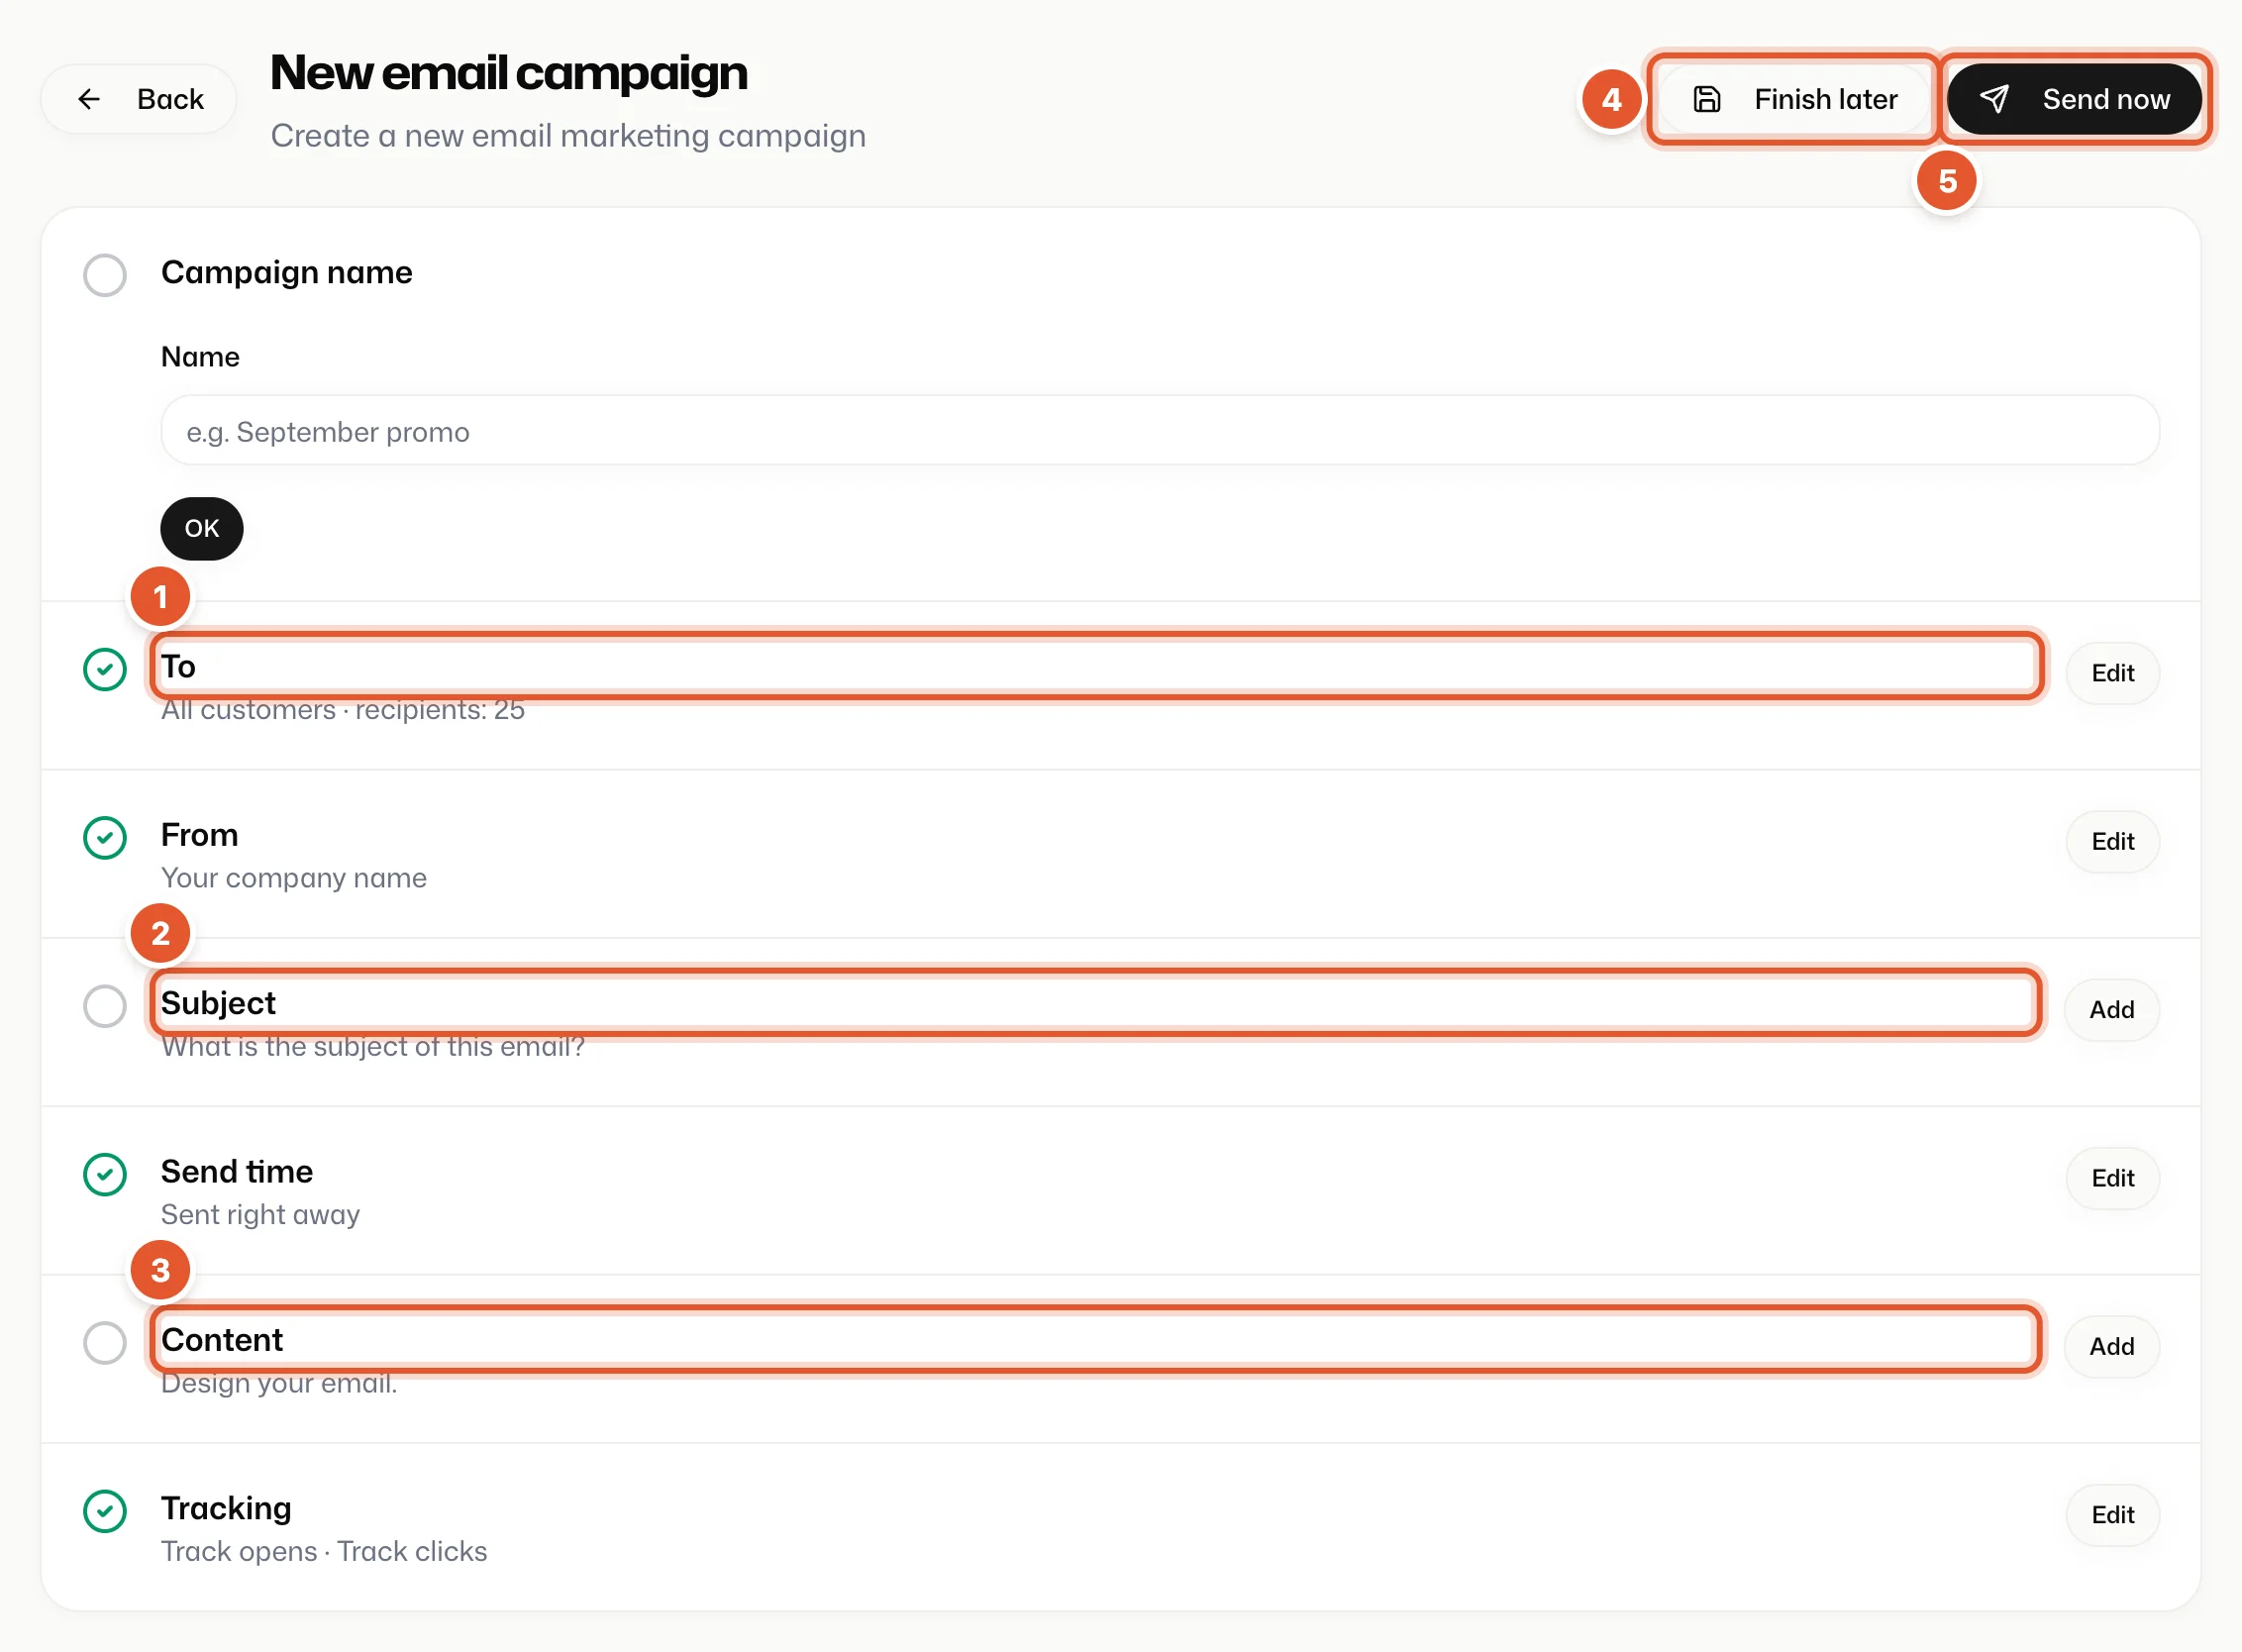 Back
New email campaign
Create a new email marketing campaign
4
Finish later
Send now
5
Campaign name
Name
e.g. September promo
OK
1
To
Edit
All customers · recipients: 25
From
Edit
Your company name
2
Subject
Add
What is the subject of this email?
Send time
Edit
Sent right away
3
Content
Add
Design your email.
Tracking
Edit
Track opens · Track clicks